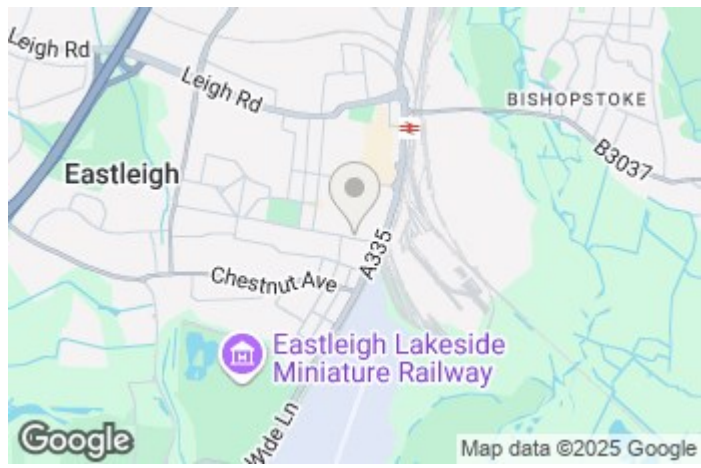 Leigh Rd
Leigh Rd
BISHOPSTOKE
B3037
Eastleigh
A335
Chestnut Ave
Eastleigh Lakeside
Miniature Railway
Wide Ln
Google
Map data ©2025 Google